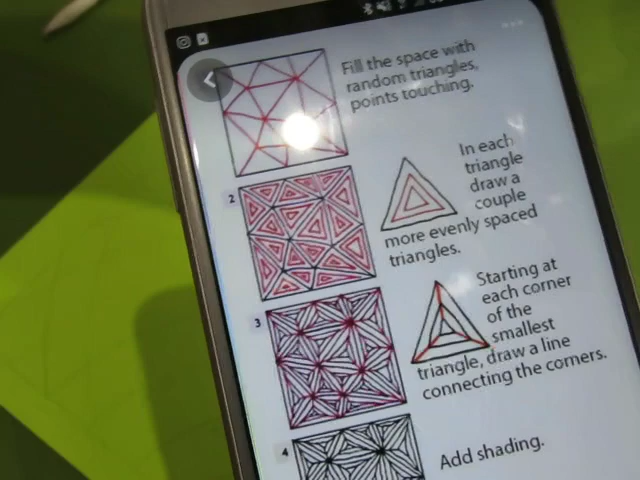 Fill the space with
random triangles,
points touching.
2
In each
triangle
draw a
couple
more evenly spaced
triangles.
3
Starting at
each corner
of the
smallest
triangle, draw a line
connecting the corners.
4
Add shading.